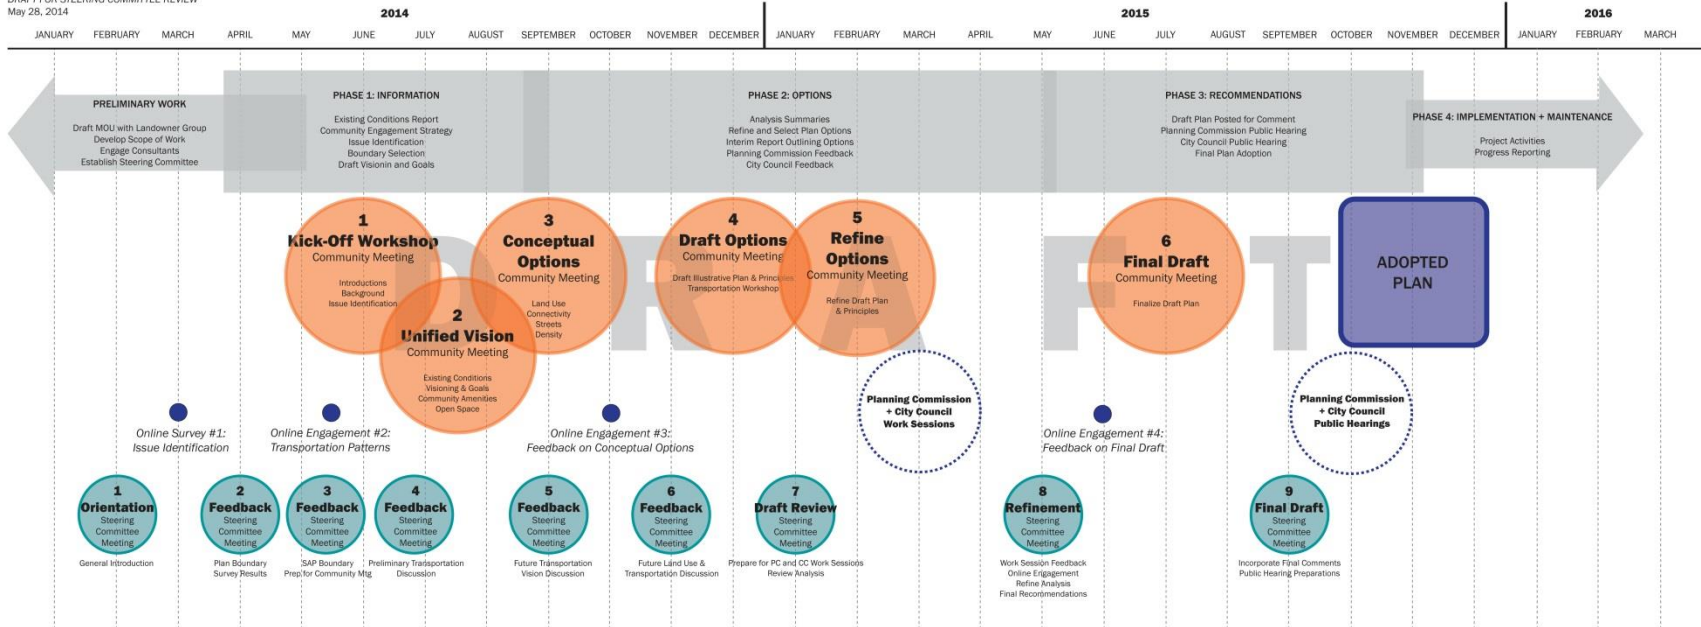 DRAFT FOR STEERING COMMITTEE REVIEW
May 28, 2014
2014
2015
2016
JANUARY FEBRUARY MARCH APRIL MAY JUNE JULY AUGUST SEPTEMBER OCTOBER NOVEMBER DECEMBER JANUARY FEBRUARY MARCH APRIL MAY JUNE JULY AUGUST SEPTEMBER OCTOBER NOVEMBER DECEMBER JANUARY FEBRUARY MARCH
PRELIMINARY WORK
Draft MOU with Landowner Group
Develop Scope of Work
Engage Consultants
Establish Steering Committee
PHASE 1: INFORMATION
Existing Conditions Report
Community Engagement Strategy
Issue Identification
Boundary Selection
Draft Visionin and Goals
PHASE 2: OPTIONS
Analysis Summaries
Refine and Select Plan Options
Interim Report Outlining Options
Planning Commission Feedback
City Council Feedback
PHASE 3: RECOMMENDATIONS
Draft Plan Posted for Comment
Planning Commission Public Hearing
City Council Public Hearing
Final Plan Adoption
PHASE 4: IMPLEMENTATION + MAINTENANCE
Project Activities
Progress Reporting
DRAFT
1
Kick-Off Workshop
Community Meeting
Introductions
Background
Issue Identification
2
Unified Vision
Community Meeting
Existing Conditions
Visioning & Goals
Community Amenities
Open Space
3
Conceptual
Options
Community Meeting
Land Use
Connectivity
Streets
Density
4
Draft Options
Community Meeting
Draft Illustrative Plan & Principles
Transportation Workshop
5
Refine
Options
Community Meeting
Refine Draft Plan
& Principles
6
Final Draft
Community Meeting
Finalize Draft Plan
ADOPTED
PLAN
Planning Commission
+ City Council
Work Sessions
Planning Commission
+ City Council
Public Hearings
Online Survey #1:
Issue Identification
Online Engagement #2:
Transportation Patterns
Online Engagement #3:
Feedback on Conceptual Options
Online Engagement #4:
Feedback on Final Draft
1
Orientation
Steering
Committee
Meeting
General Introduction
2
Feedback
Steering
Committee
Meeting
Plan Boundary
Survey Results
3
Feedback
Steering
Committee
Meeting
SAP Boundary
Prep for Community Mtg
4
Feedback
Steering
Committee
Meeting
Preliminary Transportation
Discussion
5
Feedback
Steering
Committee
Meeting
Future Transportation
Vision Discussion
6
Feedback
Steering
Committee
Meeting
Future Land Use &
Transportation Discussion
7
Draft Review
Steering
Committee
Meeting
Prepare for PC and CC Work Sessions
Review Analysis
8
Refinement
Steering
Committee
Meeting
Work Session Feedback
Online Engagement
Refine Analysis
Final Recommendations
9
Final Draft
Steering
Committee
Meeting
Incorporate Final Comments
Public Hearing Preparations